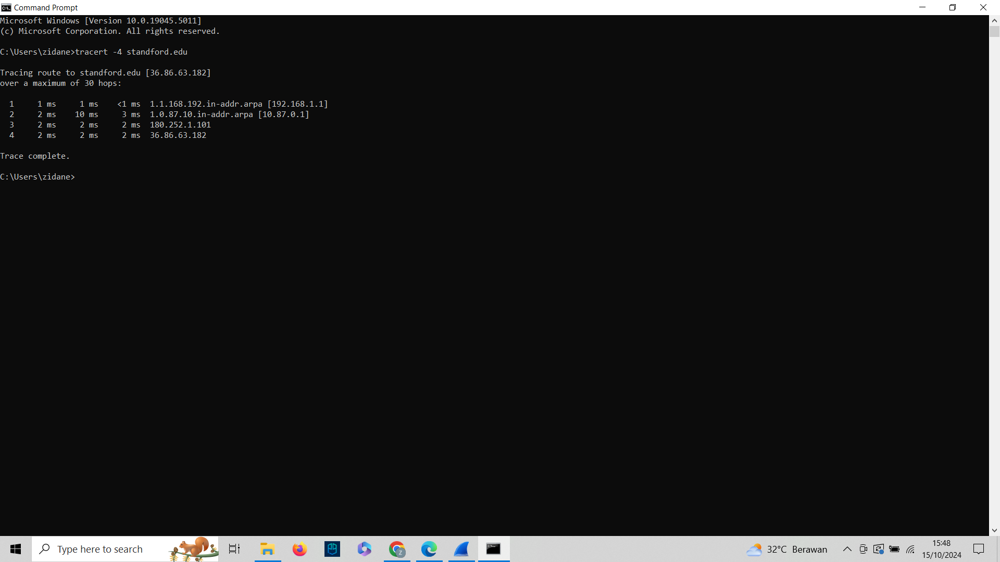 Command Prompt
Microsoft Windows [Version 10.0.19045.5011]
(c) Microsoft Corporation. All rights reserved.
C:\Users\zidane>tracert -4 standford.edu
Tracing route to standford.edu [36.86.63.182]
over a maximum of 30 hops:
1 1 ms 1 ms <1 ms 1.1.168.192.in-addr.arpa [192.168.1.1]
2 2 ms 10 ms 3 ms 1.0.87.10.in-addr.arpa [10.87.0.1]
3 2 ms 2 ms 2 ms 180.252.1.101
4 2 ms 2 ms 2 ms 36.86.63.182
Trace complete.
C:\Users\zidane>
Type here to search
32°C Berawan
15:48
15/10/2024